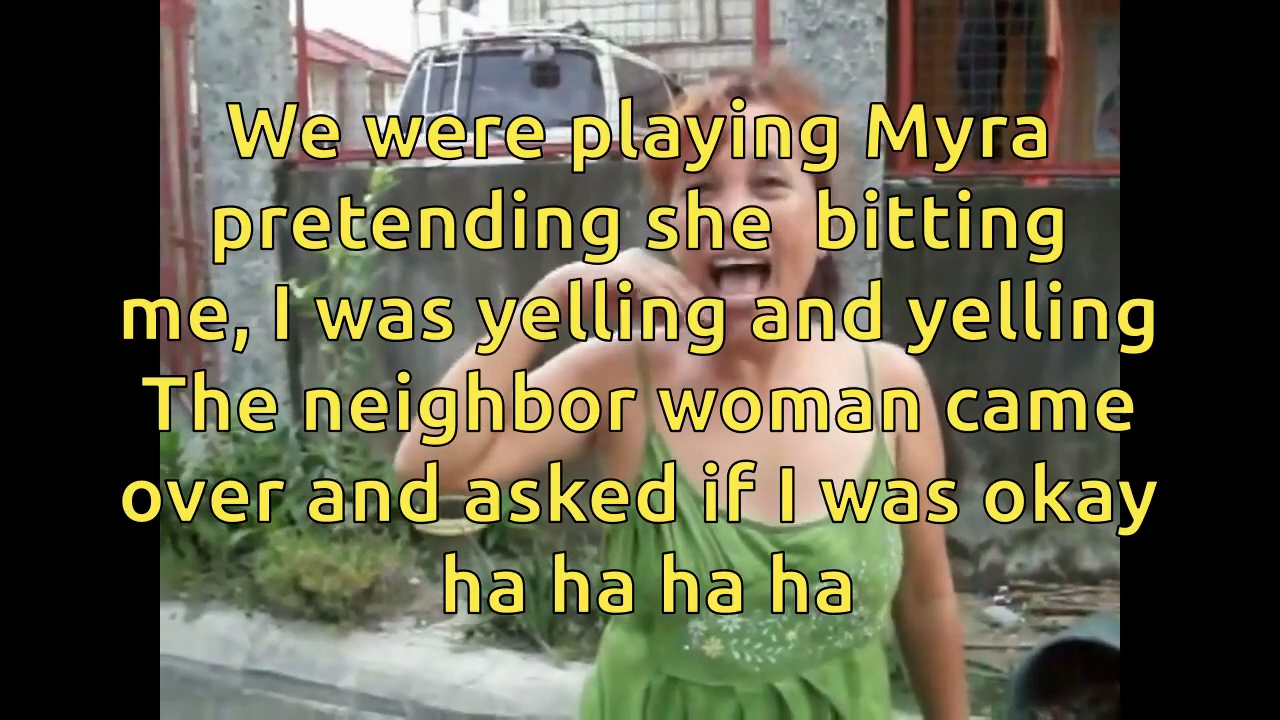 We were playing Myra
pretending she  bitting
me, I was yelling and yelling
The neighbor woman came
over and asked if I was okay
ha ha ha ha